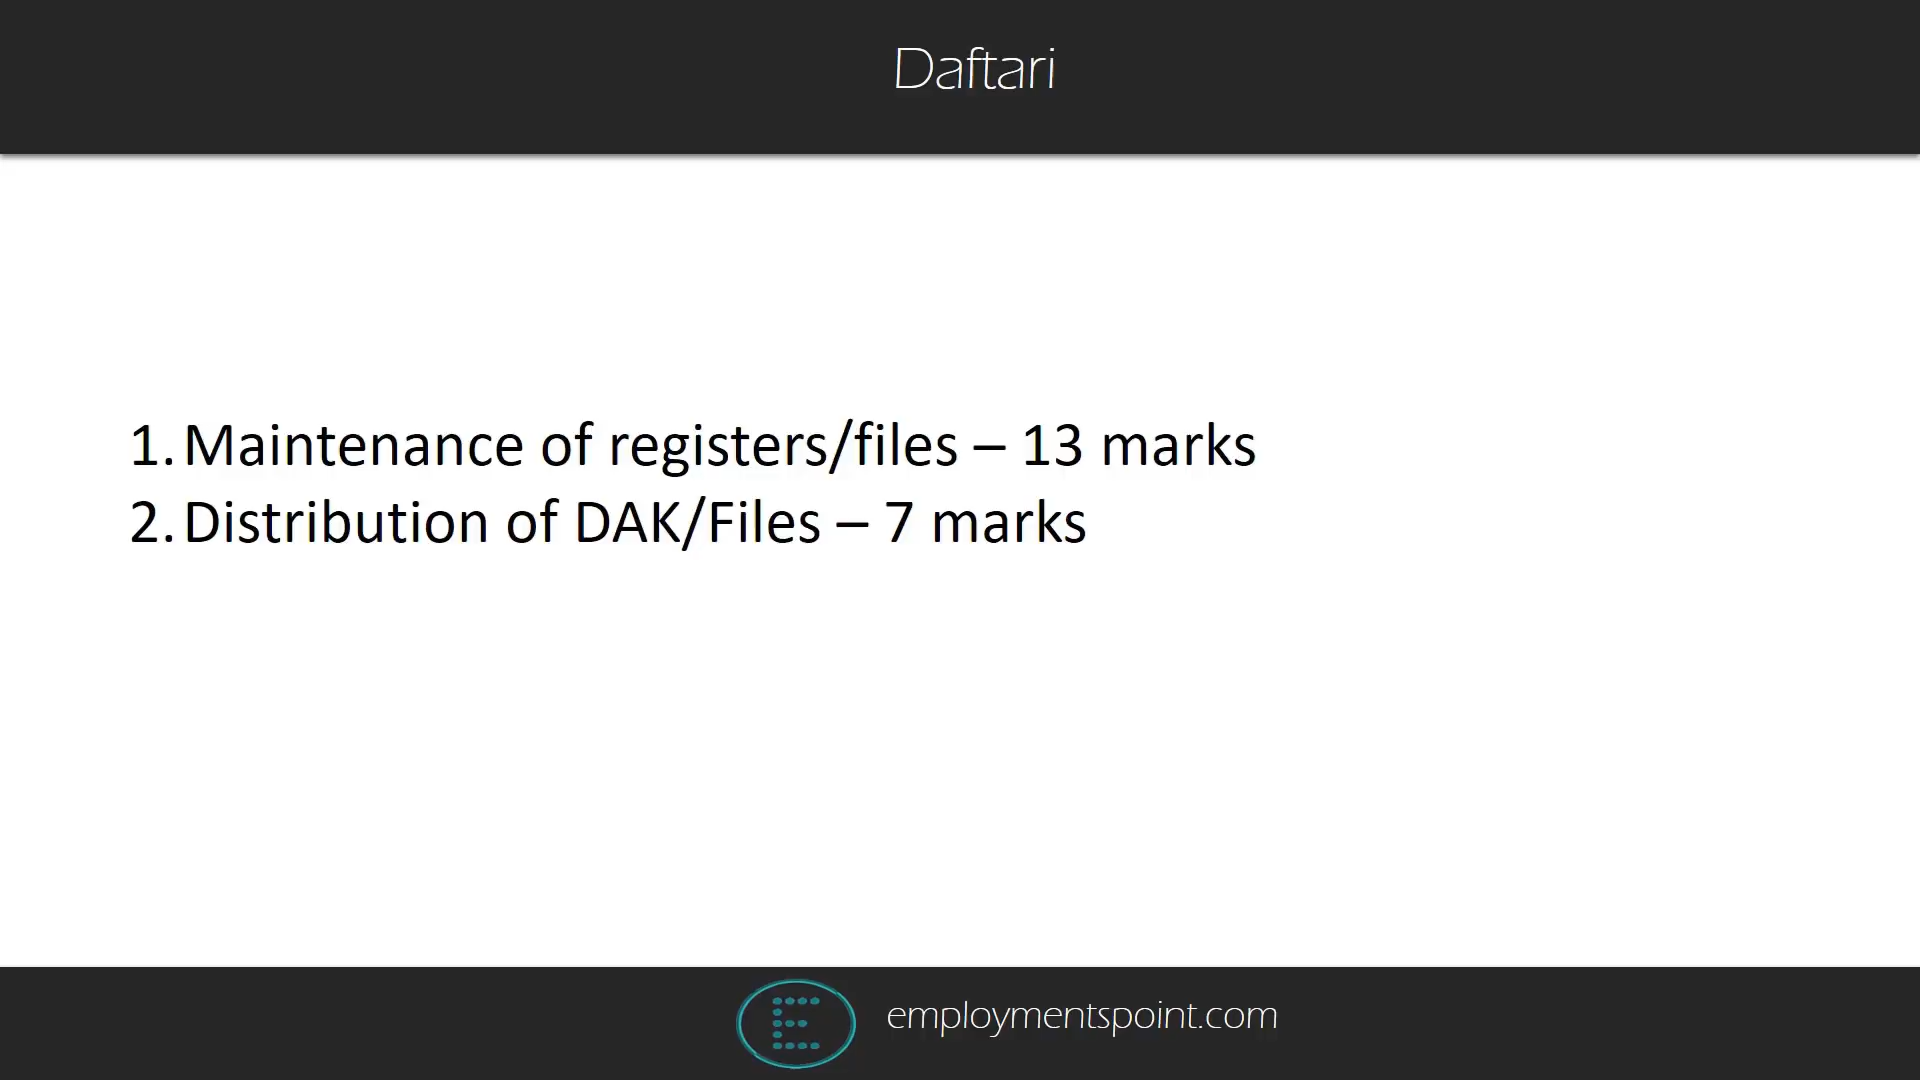 Daftari
1. Maintenance of registers/files – 13 marks
2. Distribution of DAK/Files – 7 marks
E
employmentspoint.com